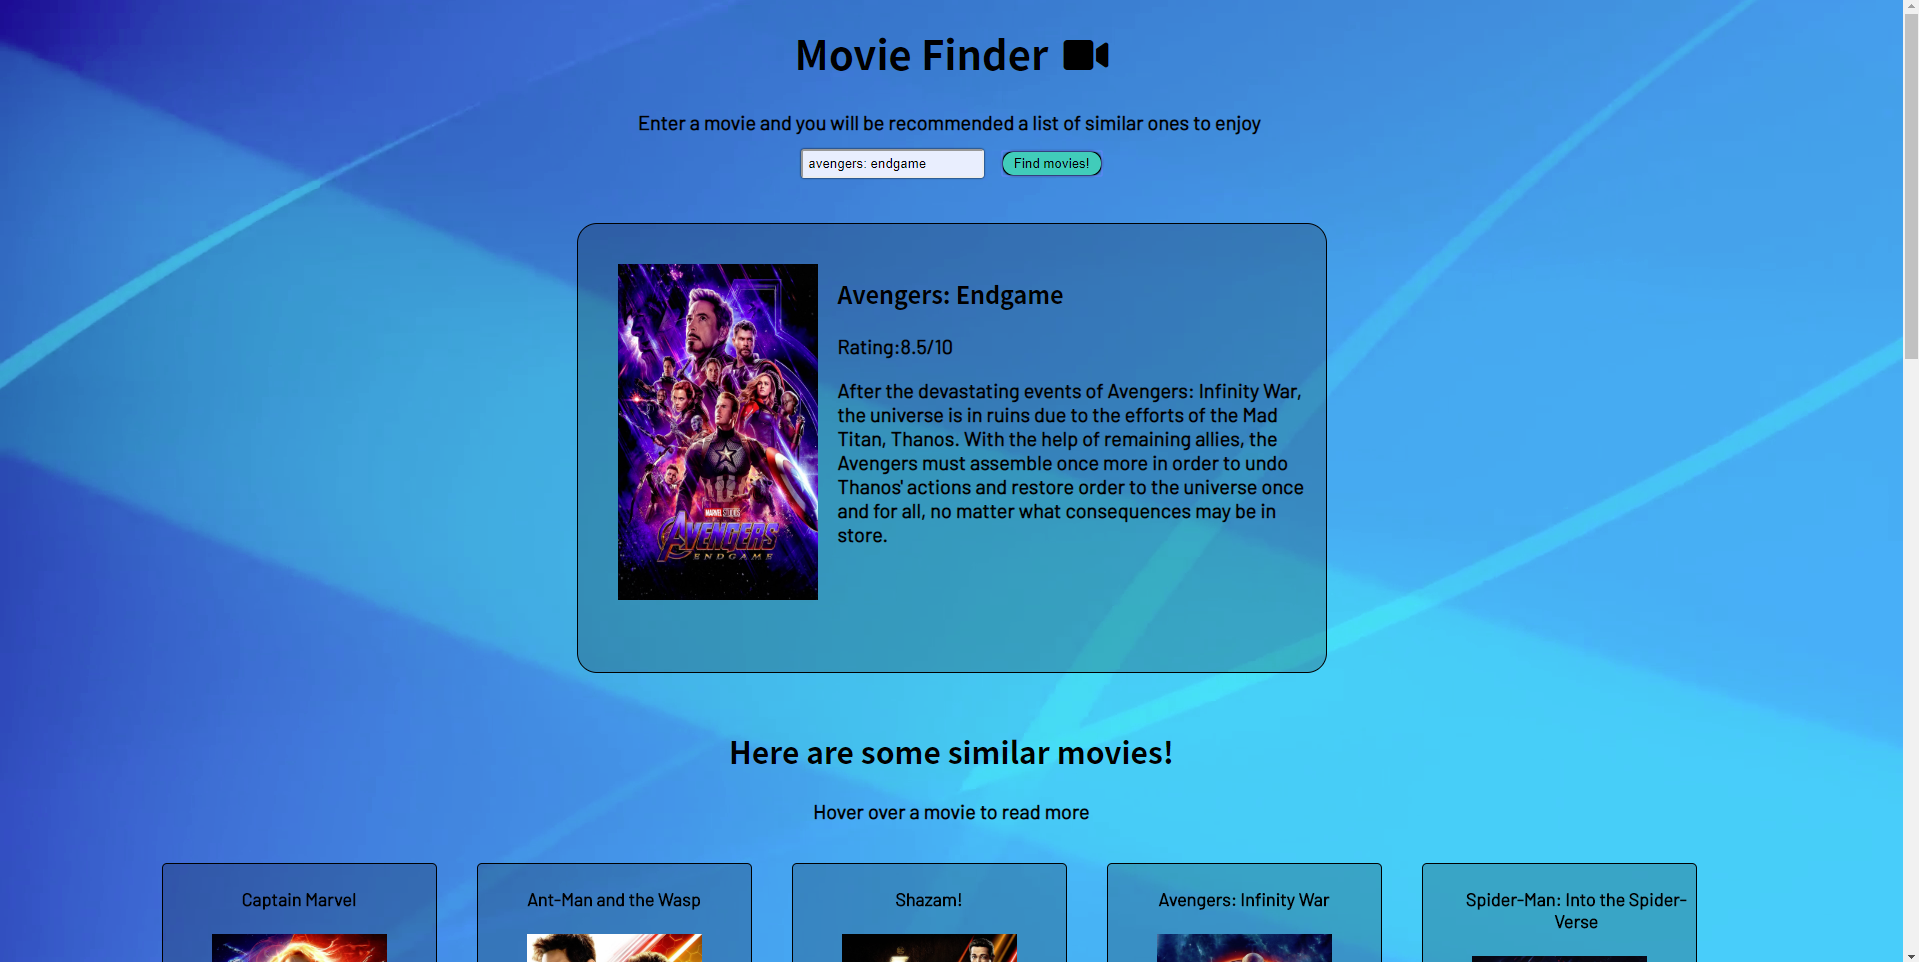 Movie Finder
Enter a movie and you will be recommended a list of similar ones to enjoy
avengers: endgame
Find movies!
Avengers: Endgame
Rating:8.5/10
After the devastating events of Avengers: Infinity War,
the universe is in ruins due to the efforts of the Mad
Titan, Thanos. With the help of remaining allies, the
Avengers must assemble once more in order to undo
Thanos' actions and restore order to the universe once
and for all, no matter what consequences may be in
store.
MARVEL STUDIOS
AVENGERS
ENDGAME
Here are some similar movies!
Hover over a movie to read more
Captain Marvel
Ant-Man and the Wasp
Shazam!
Avengers: Infinity War
Spider-Man: Into the Spider-
Verse